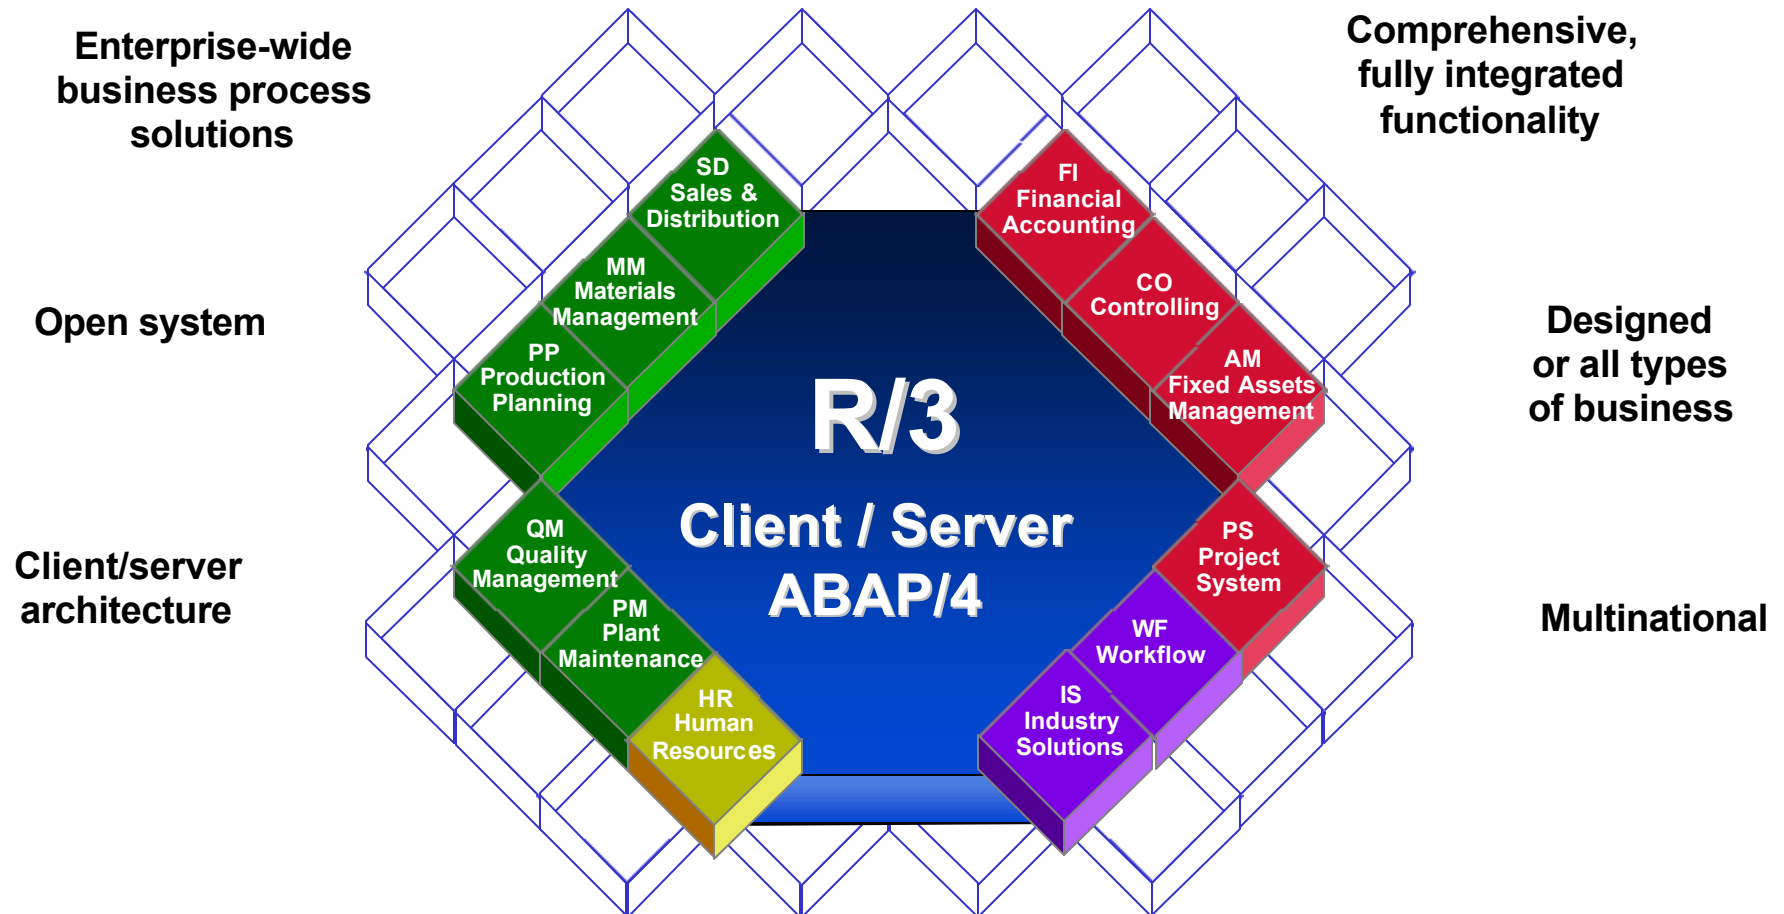 Enterprise-wide
business process
solutions
Comprehensive,
fully integrated
functionality
SD
Sales &
Distribution
FI
Financial
Accounting
MM
Materials
Management
CO
Controlling
Open system
Designed
or all types
of business
PP
Production
Planning
AM
Fixed Assets
Management
R/3
Client / Server
ABAP/4
QM
Quality
Management
PS
Project
System
Client/server
architecture
PM
Plant
Maintenance
WF
Workflow
Multinational
HR
Human
Resources
IS
Industry
Solutions